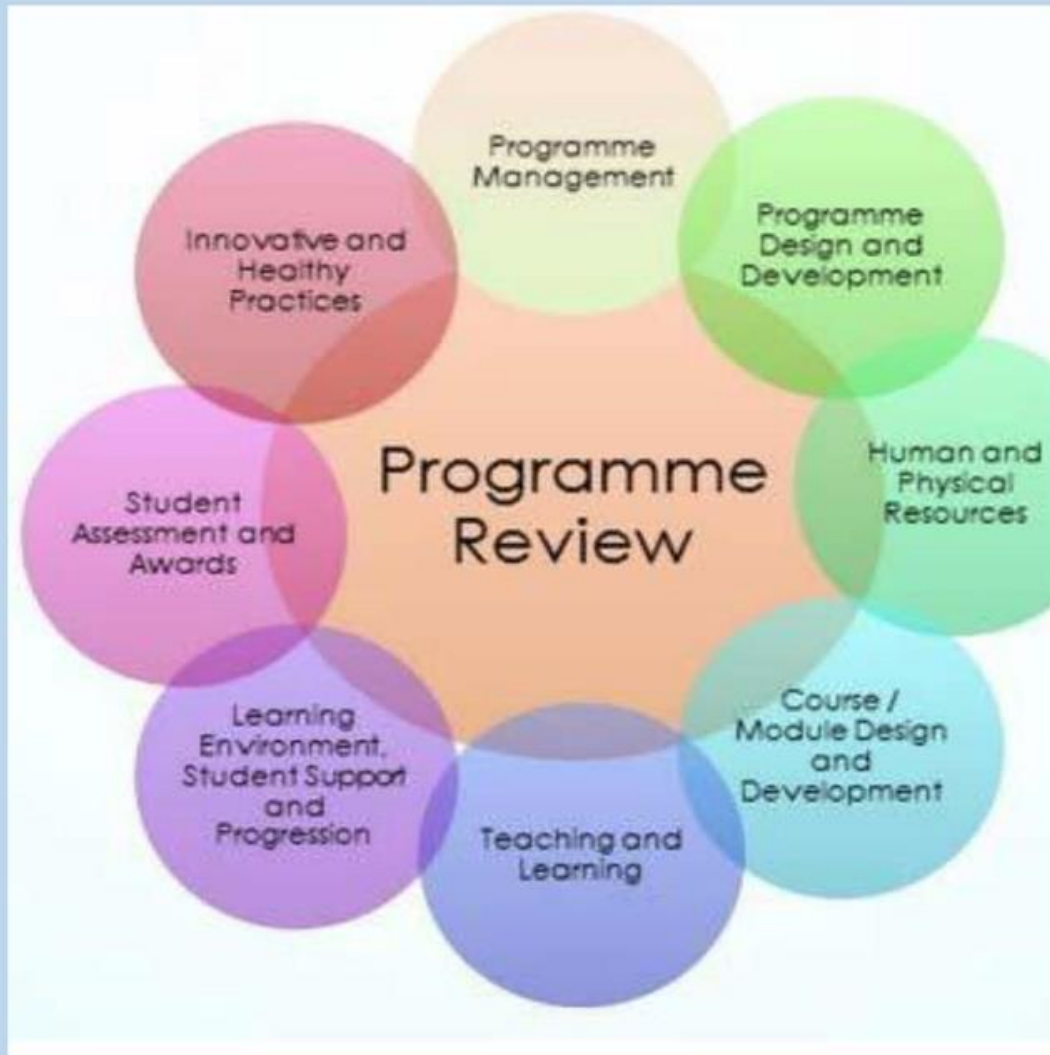 Programme
Management
Programme
Design and
Development
Human and
Physical
Resources
Course /
Module Design
and
Development
Teaching and
Learning
Learning
Environment,
Student Support
and
Progression
Student
Assessment and
Awards
Innovative and
Healthy
Practices
Programme
Review